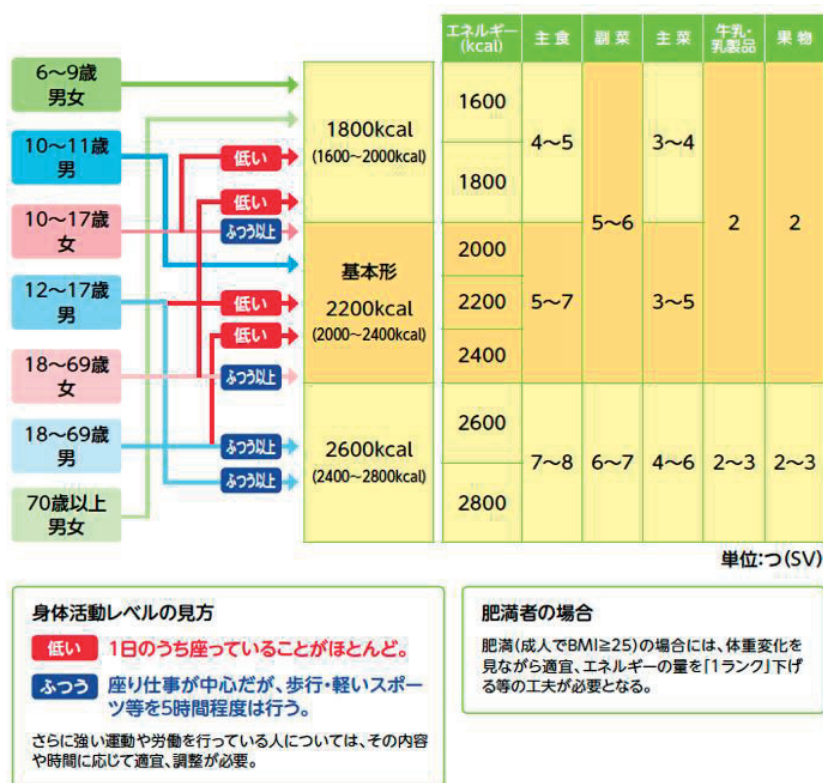 エネルギー
(kcal)
主食
副菜
主菜
牛乳・
乳製品
果物
6〜9歳
男女
10〜11歳
男
10〜17歳
女
12〜17歳
男
18〜69歳
女
18〜69歳
男
70歳以上
男女
低い
低い
ふつう以上
低い
低い
ふつう以上
ふつう以上
ふつう以上
1800kcal
(1600〜2000kcal)
基本形
2200kcal
(2000〜2400kcal)
2600kcal
(2400〜2800kcal)
1600
1800
2000
2200
2400
2600
2800
4〜5
5〜7
7〜8
5〜6
6〜7
3〜4
3〜5
4〜6
2
2〜3
2
2〜3
単位:つ(SV)
身体活動レベルの見方
低い 1日のうち座っていることがほとんど。
ふつう 座り仕事が中心だが、歩行・軽いスポー
ツ等を5時間程度は行う。
さらに強い運動や労働を行っている人については、その内容
や時間に応じて適宜、調整が必要。
肥満者の場合
肥満(成人でBMI≧25)の場合には、体重変化を
見ながら適宜、エネルギーの量を「1ランク」下げ
る等の工夫が必要となる。